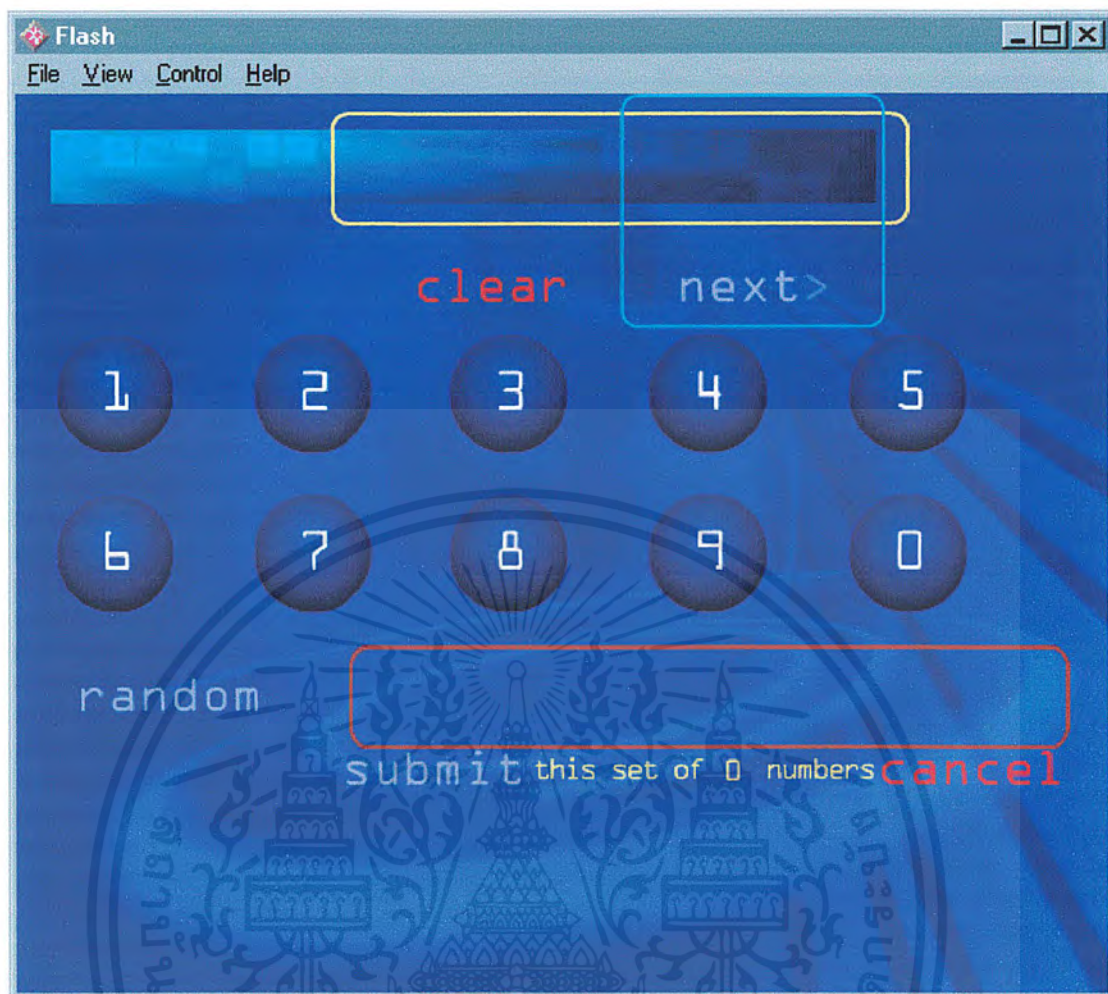 Flash
File View Control Help
clear next>
1 2 3 4 5
6 7 8 9 0
random
submit this set of 0 numbers cancel